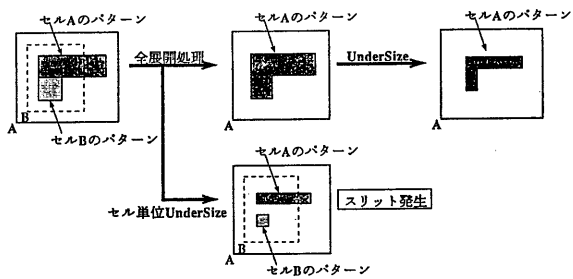 セルAのパターン
全展開処理
セルAのパターン
UnderSize
セルAのパターン
A
B
セルBのパターン
A
A
セルAのパターン
セル単位UnderSize
スリット発生
A
B
セルBのパターン